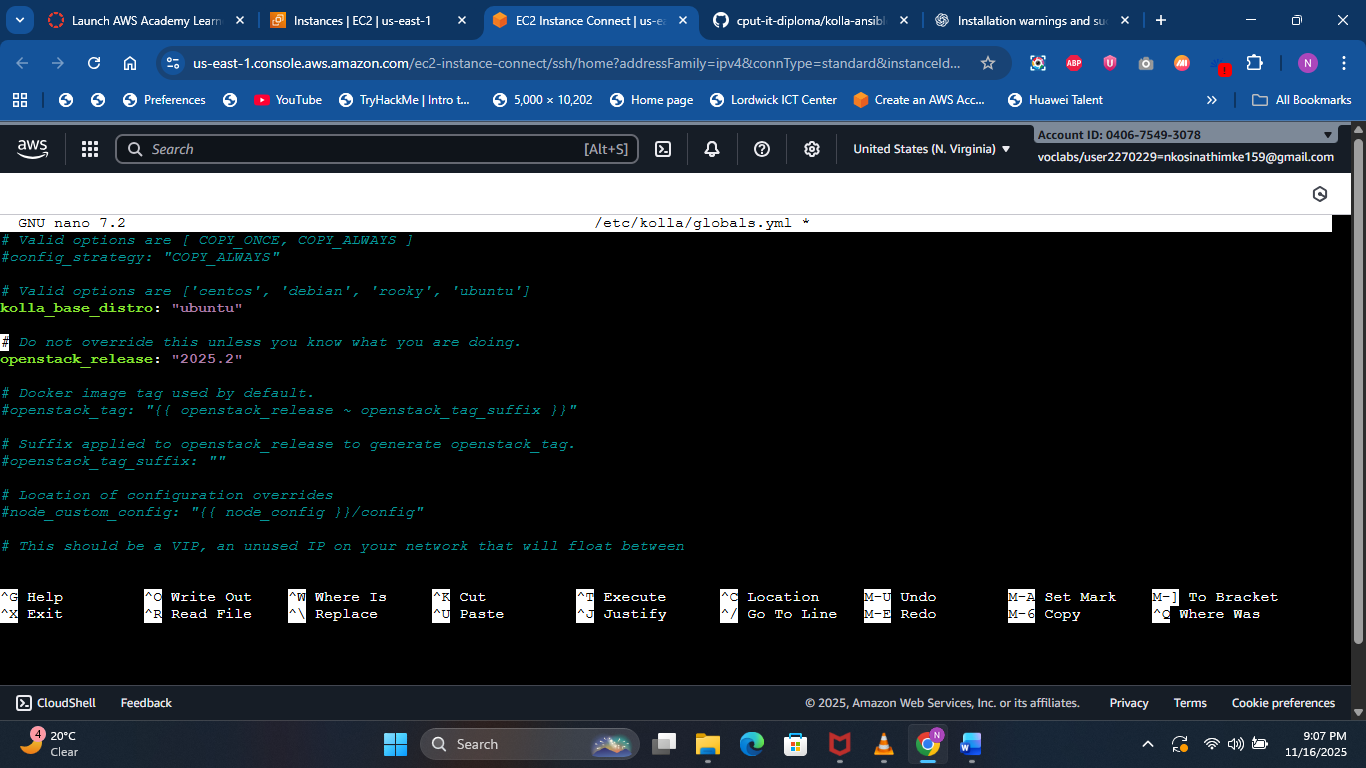 Launch AWS Academy Learn
Instances | EC2 | us-east-1
EC2 Instance Connect | us-ea
cput-it-diploma/kolla-ansibl
Installation warnings and su
us-east-1.console.aws.amazon.com/ec2-instance-connect/ssh/home?addressFamily=ipv4&connType=standard&instanceId...
ABP
N
Preferences
YouTube
TryHackMe | Intro t...
5,000 × 10,202
Home page
Lordwick ICT Center
Create an AWS Acc...
Huawei Talent
»
All Bookmarks
aws
Search
[Alt+S]
United States (N. Virginia)
Account ID: 0406-7549-3078
voclabs/user2270229=nkosinathimke159@gmail.com
GNU nano 7.2 /etc/kolla/globals.yml *
# Valid options are [ COPY_ONCE, COPY_ALWAYS ]
#config_strategy: "COPY_ALWAYS"
# Valid options are ['centos', 'debian', 'rocky', 'ubuntu']
kolla_base_distro: "ubuntu"
# Do not override this unless you know what you are doing.
openstack_release: "2025.2"
# Docker image tag used by default.
#openstack_tag: "{{ openstack_release ~ openstack_tag_suffix }}"
# Suffix applied to openstack_release to generate openstack_tag.
#openstack_tag_suffix: ""
# Location of configuration overrides
#node_custom_config: "{{ node_config }}/config"
# This should be a VIP, an unused IP on your network that will float between
^G Help ^O Write Out ^W Where Is ^K Cut ^T Execute ^C Location M-U Undo M-A Set Mark M-] To Bracket
^X Exit ^R Read File ^\ Replace ^U Paste ^J Justify ^/ Go To Line M-E Redo M-6 Copy ^Q Where Was
CloudShell
Feedback
© 2025, Amazon Web Services, Inc. or its affiliates.
Privacy
Terms
Cookie preferences
4
20°C
Clear
Search
N
9:07 PM
11/16/2025